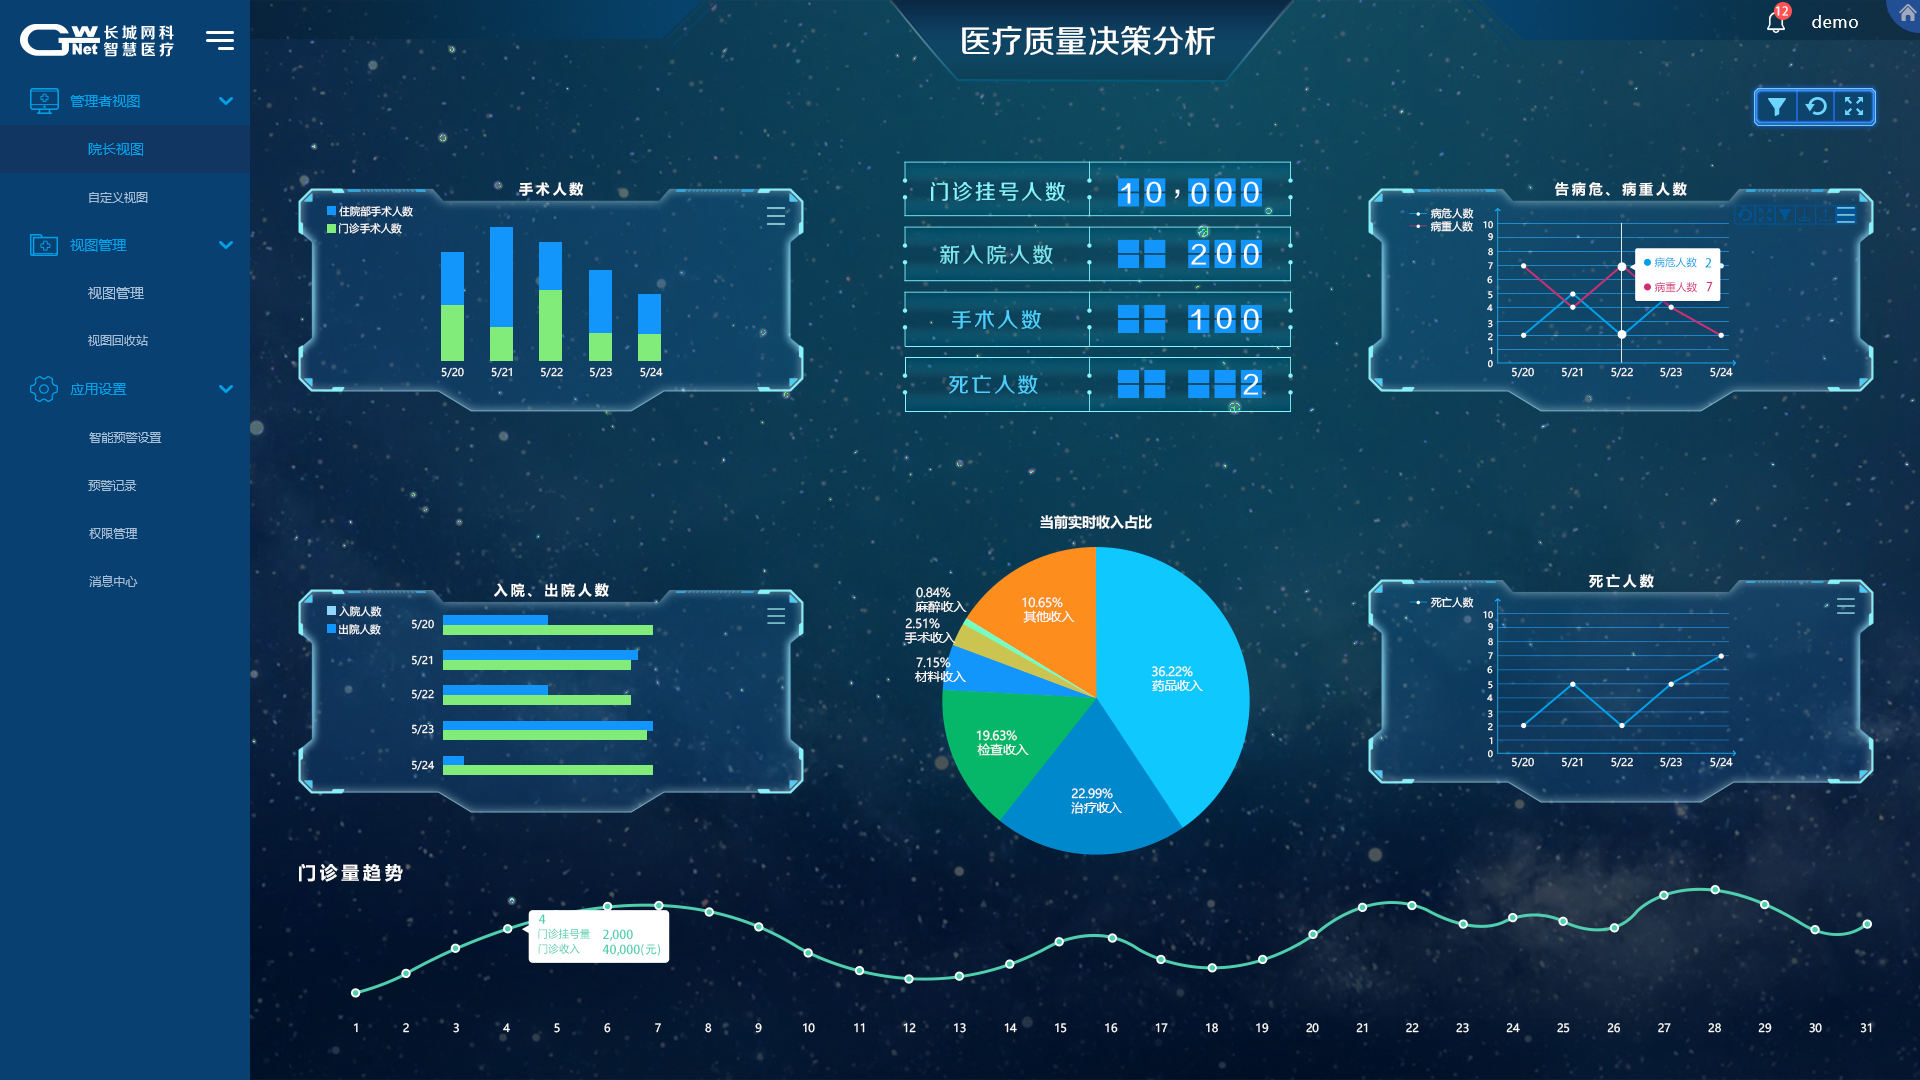 GwNet
长城网科
智慧医疗
医疗质量决策分析
12
demo
管理者视图
院长视图
自定义视图
视图管理
视图管理
视图回收站
应用设置
智能预警设置
预警记录
权限管理
消息中心
手术人数
住院部手术人数
门诊手术人数
5/20 5/21 5/22 5/23 5/24
门诊挂号人数 10,000
新入院人数 200
手术人数 100
死亡人数 2
告病危、病重人数
病危人数
病重人数
10
9
8
7
6
5
4
3
2
1
0
病危人数 2
病重人数 7
5/20 5/21 5/22 5/23 5/24
入院、出院人数
入院人数
出院人数
5/20
5/21
5/22
5/23
5/24
当前实时收入占比
0.84%
麻醉收入
2.51%
手术收入
7.15%
材料收入
10.65%
其他收入
36.22%
药品收入
19.63%
检查收入
22.99%
治疗收入
死亡人数
死亡人数
10
9
8
7
6
5
4
3
2
1
0
5/20 5/21 5/22 5/23 5/24
门诊量趋势
4
门诊挂号量 2,000
门诊收入 40,000(元)
1 2 3 4 5 6 7 8 9 10 11 12 13 14 15 16 17 18 19 20 21 22 23 24 25 26 27 28 29 30 31